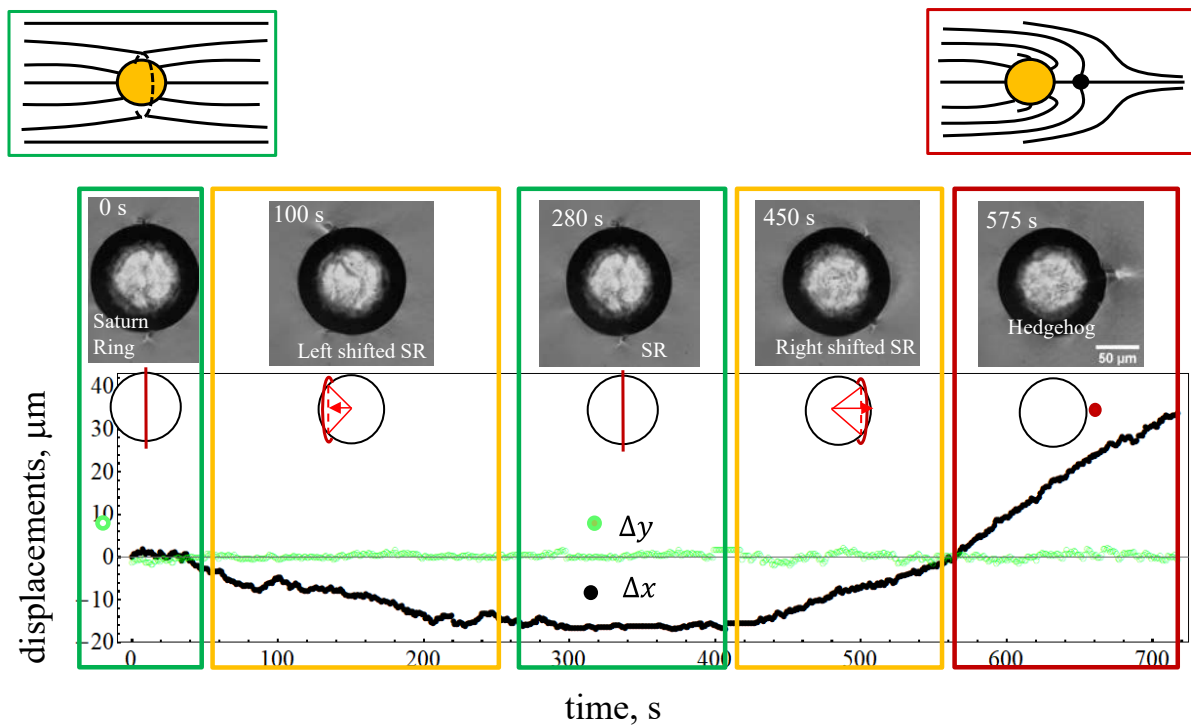 0 s
100 s
280 s
450 s
575 s
Saturn
Ring
Left shifted SR
SR
Right shifted SR
Hedgehog
50 μm
displacements, μm
40
30
20
10
0
−10
−20
Δy
Δx
0
100
200
300
400
500
600
700
time, s